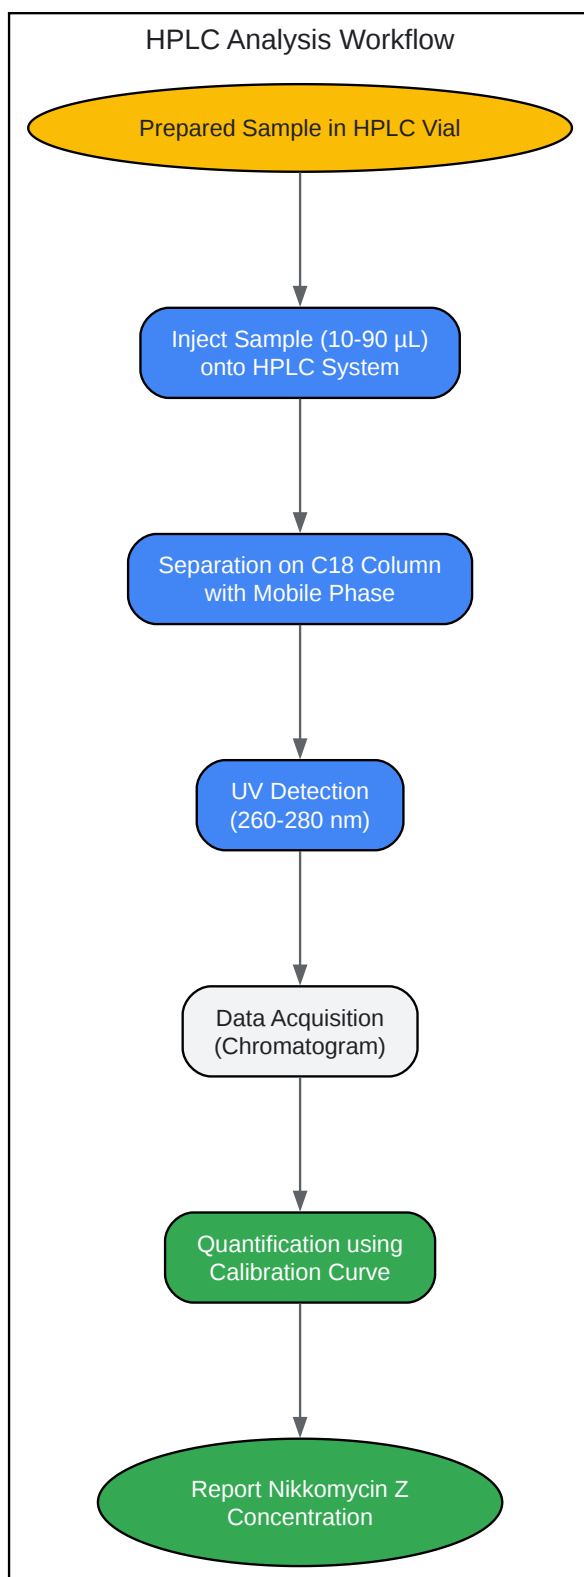 HPLC Analysis Workflow
Prepared Sample in HPLC Vial
Inject Sample (10-90 µL)
onto HPLC System
Separation on C18 Column
with Mobile Phase
UV Detection
(260-280 nm)
Data Acquisition
(Chromatogram)
Quantification using
Calibration Curve
Report Nikkomycin Z
Concentration